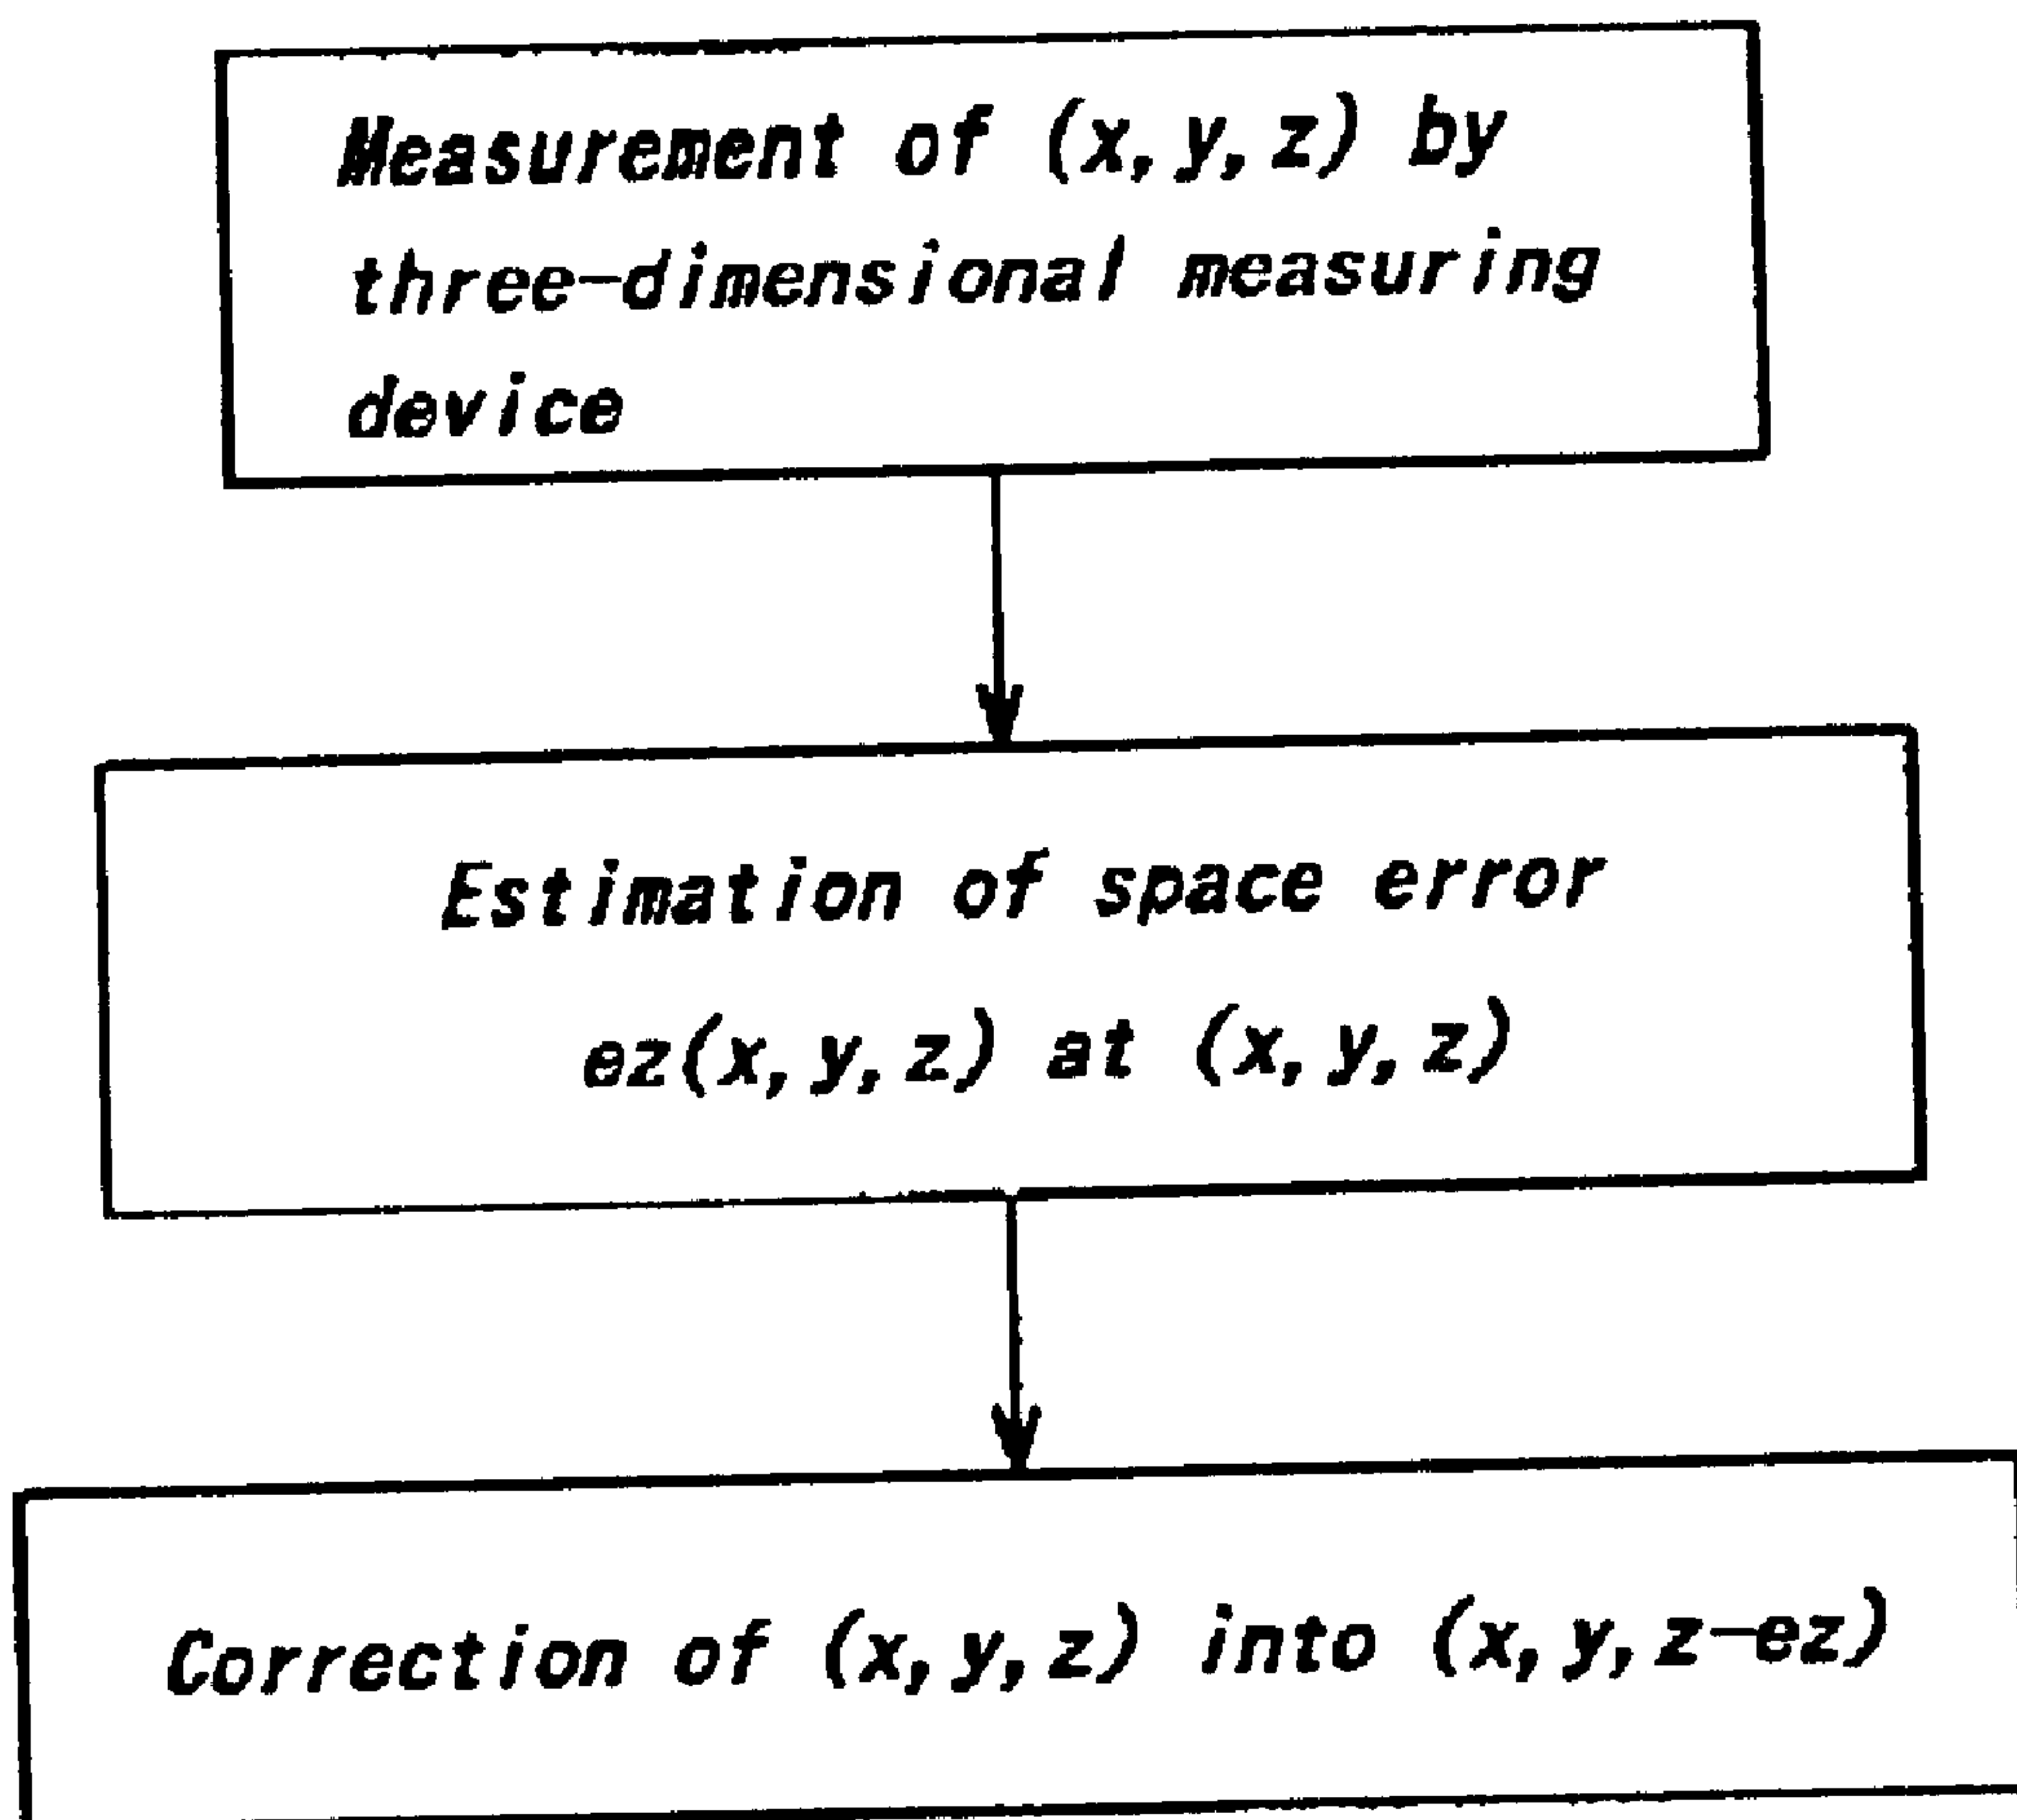 Measurement of (x, y, z) by
three-dimensional measuring
device
Estimation of space error
ez(x, y, z) at (x, y, z)
Correction of (x, y, z) into (x, y, z-ez)